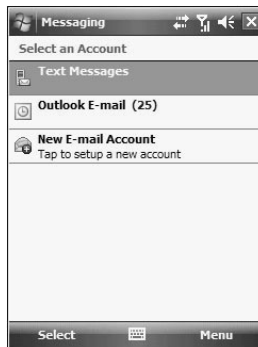 Messaging
Select an Account
Text Messages
Outlook E-mail (25)
New E-mail Account
Tap to setup a new account
Select Menu